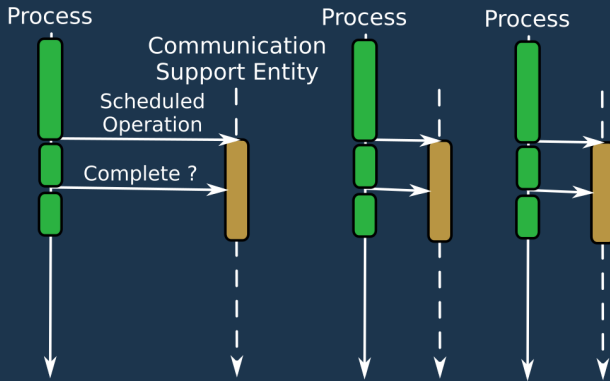 Process
Process
Process
Communication
Support Entity
Scheduled
Operation
Complete ?